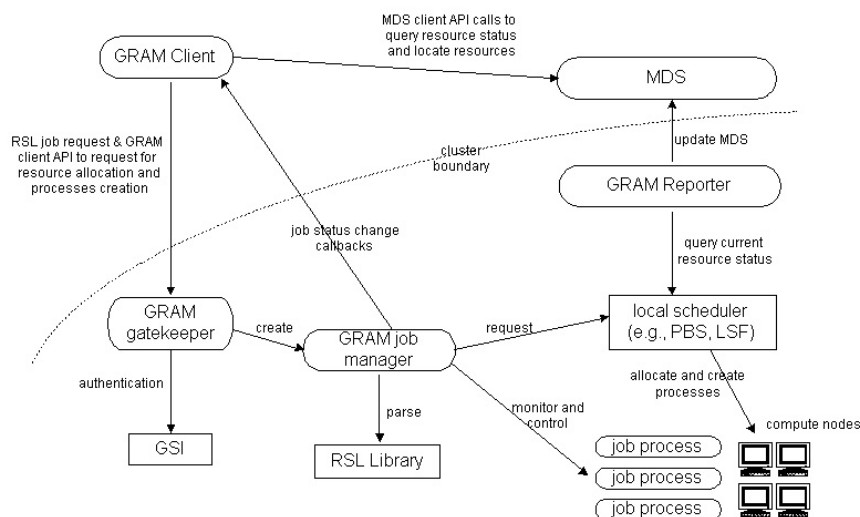 MDS client API calls to
query resource status
and locate resources
GRAM Client
MDS
RSL job request & GRAM
client API to request for
resource allocation and
processes creation
cluster
boundary
update MDS
GRAM Reporter
job status change
callbacks
query current
resource status
GRAM
gatekeeper
create
GRAM job
manager
request
local scheduler
(e.g., PBS, LSF)
authentication
parse
monitor and
control
allocate and create
processes
compute nodes
GSI
RSL Library
job process
job process
job process